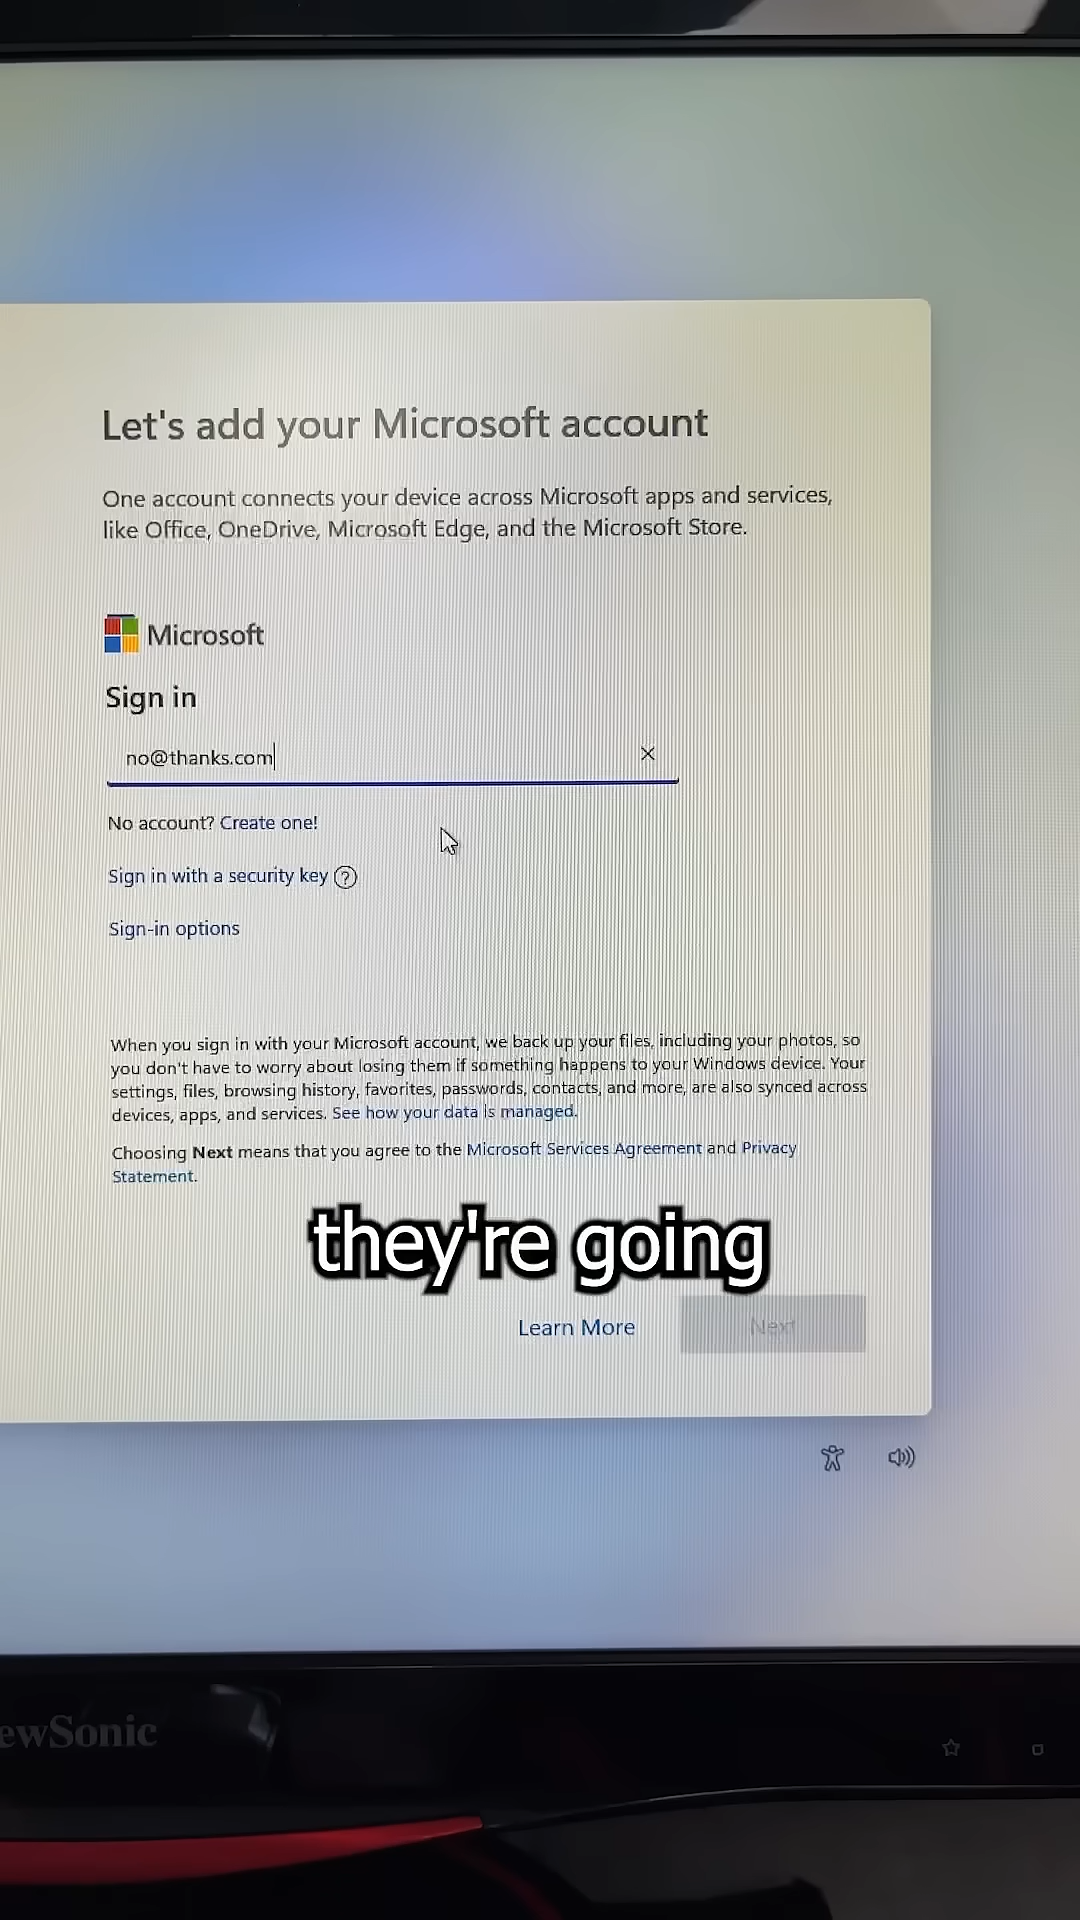 Let's add your Microsoft account
One account connects your device across Microsoft apps and services,
like Office, OneDrive, Microsoft Edge, and the Microsoft Store.
Microsoft
Sign in
no@thanks.com
No account? Create one!
Sign in with a security key ?
Sign-in options
When you sign in with your Microsoft account, we back up your files, including your photos, so
you don't have to worry about losing them if something happens to your Windows device. Your
settings, files, browsing history, favorites, passwords, contacts, and more, are also synced across
devices, apps, and services. See how your data is managed.
Choosing Next means that you agree to the Microsoft Services Agreement and Privacy
Statement.
they're going
Learn More
Next
ewSonic